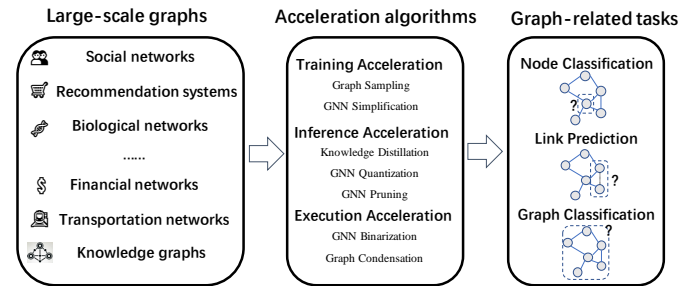 Large-scale graphs
Social networks
Recommendation systems
Biological networks
......
Financial networks
Transportation networks
Knowledge graphs
Acceleration algorithms
Training Acceleration
Graph Sampling
GNN Simplification
Inference Acceleration
Knowledge Distillation
GNN Quantization
GNN Pruning
Execution Acceleration
GNN Binarization
Graph Condensation
Graph-related tasks
Node Classification
?
Link Prediction
?
Graph Classification
?